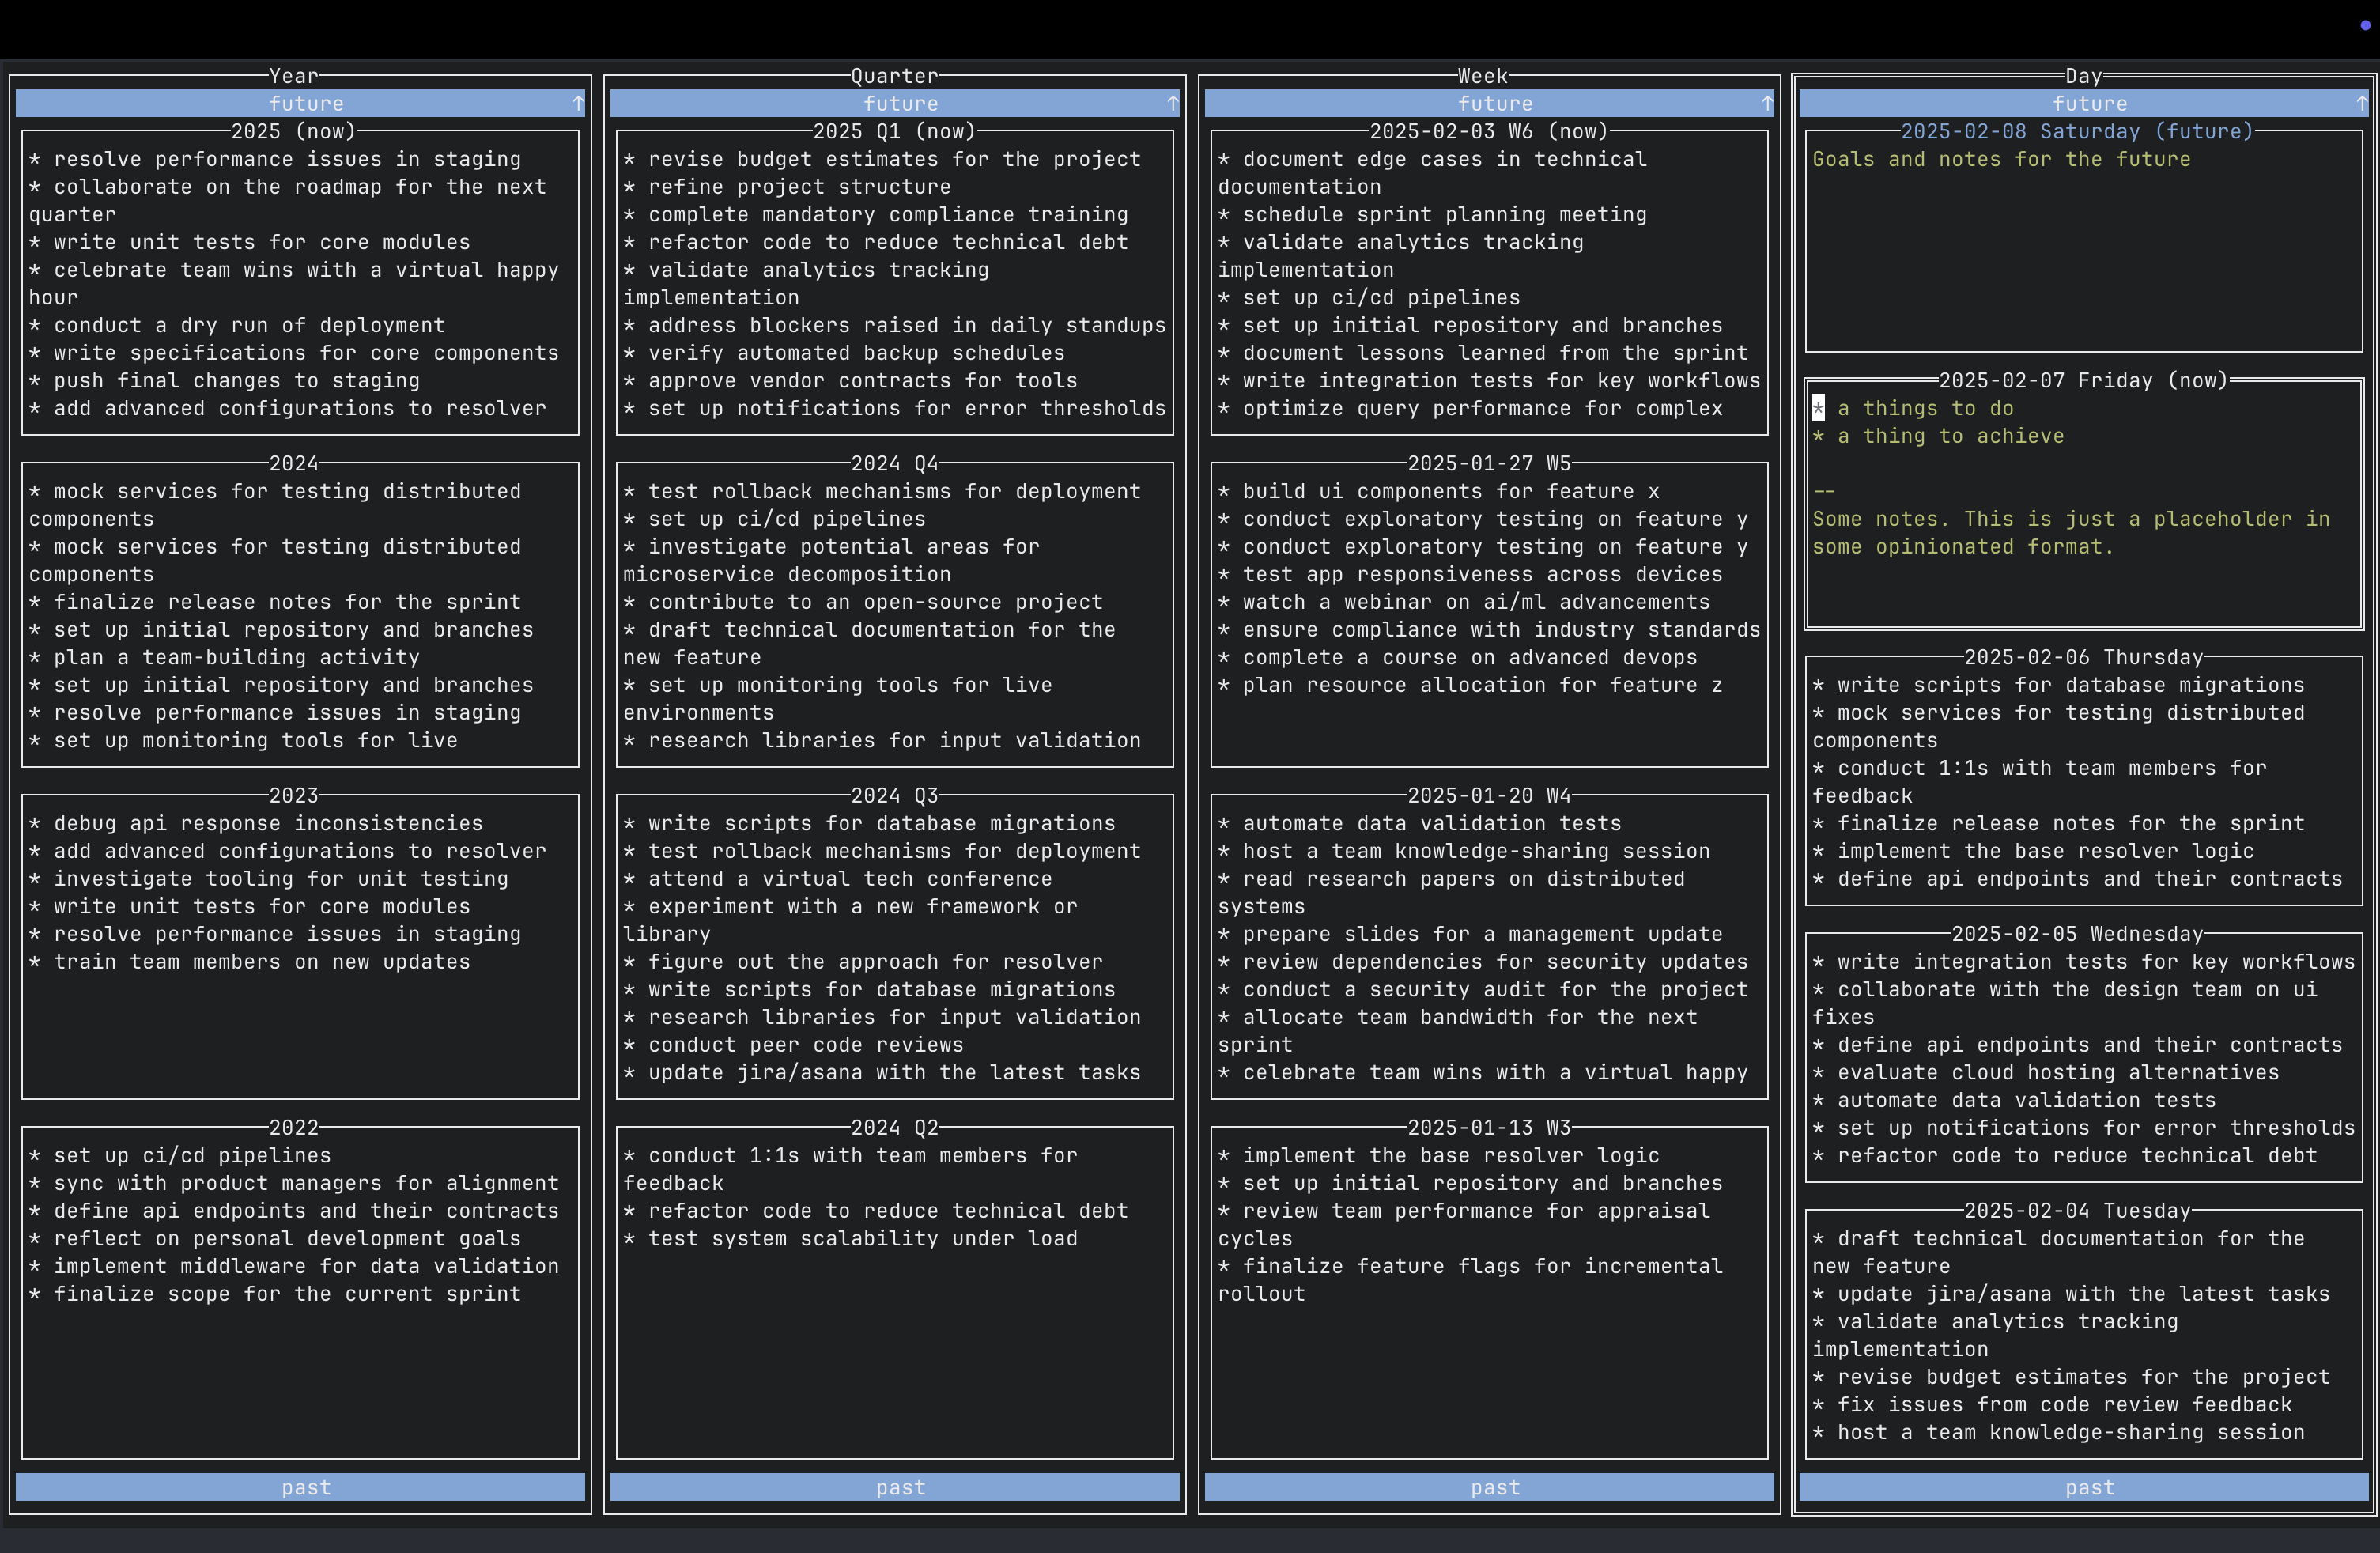 Year
future ↑
2025 (now)
* resolve performance issues in staging
* collaborate on the roadmap for the next
quarter
* write unit tests for core modules
* celebrate team wins with a virtual happy
hour
* conduct a dry run of deployment
* write specifications for core components
* push final changes to staging
* add advanced configurations to resolver
2024
* mock services for testing distributed
components
* mock services for testing distributed
components
* finalize release notes for the sprint
* set up initial repository and branches
* plan a team-building activity
* set up initial repository and branches
* resolve performance issues in staging
* set up monitoring tools for live
2023
* debug api response inconsistencies
* add advanced configurations to resolver
* investigate tooling for unit testing
* write unit tests for core modules
* resolve performance issues in staging
* train team members on new updates
2022
* set up ci/cd pipelines
* sync with product managers for alignment
* define api endpoints and their contracts
* reflect on personal development goals
* implement middleware for data validation
* finalize scope for the current sprint
past
Quarter
future ↑
2025 Q1 (now)
* revise budget estimates for the project
* refine project structure
* complete mandatory compliance training
* refactor code to reduce technical debt
* validate analytics tracking
implementation
* address blockers raised in daily standups
* verify automated backup schedules
* approve vendor contracts for tools
* set up notifications for error thresholds
2024 Q4
* test rollback mechanisms for deployment
* set up ci/cd pipelines
* investigate potential areas for
microservice decomposition
* contribute to an open-source project
* draft technical documentation for the
new feature
* set up monitoring tools for live
environments
* research libraries for input validation
2024 Q3
* write scripts for database migrations
* test rollback mechanisms for deployment
* attend a virtual tech conference
* experiment with a new framework or
library
* figure out the approach for resolver
* write scripts for database migrations
* research libraries for input validation
* conduct peer code reviews
* update jira/asana with the latest tasks
2024 Q2
* conduct 1:1s with team members for
feedback
* refactor code to reduce technical debt
* test system scalability under load
past
Week
future ↑
2025-02-03 W6 (now)
* document edge cases in technical
documentation
* schedule sprint planning meeting
* validate analytics tracking
implementation
* set up ci/cd pipelines
* set up initial repository and branches
* document lessons learned from the sprint
* write integration tests for key workflows
* optimize query performance for complex
2025-01-27 W5
* build ui components for feature x
* conduct exploratory testing on feature y
* conduct exploratory testing on feature y
* test app responsiveness across devices
* watch a webinar on ai/ml advancements
* ensure compliance with industry standards
* complete a course on advanced devops
* plan resource allocation for feature z
2025-01-20 W4
* automate data validation tests
* host a team knowledge-sharing session
* read research papers on distributed
systems
* prepare slides for a management update
* review dependencies for security updates
* conduct a security audit for the project
* allocate team bandwidth for the next
sprint
* celebrate team wins with a virtual happy
2025-01-13 W3
* implement the base resolver logic
* set up initial repository and branches
* review team performance for appraisal
cycles
* finalize feature flags for incremental
rollout
past
Day
future ↑
2025-02-08 Saturday (future)
Goals and notes for the future
2025-02-07 Friday (now)
* a things to do
* a thing to achieve
--
Some notes. This is just a placeholder in
some opinionated format.
2025-02-06 Thursday
* write scripts for database migrations
* mock services for testing distributed
components
* conduct 1:1s with team members for
feedback
* finalize release notes for the sprint
* implement the base resolver logic
* define api endpoints and their contracts
2025-02-05 Wednesday
* write integration tests for key workflows
* collaborate with the design team on ui
fixes
* define api endpoints and their contracts
* evaluate cloud hosting alternatives
* automate data validation tests
* set up notifications for error thresholds
* refactor code to reduce technical debt
2025-02-04 Tuesday
* draft technical documentation for the
new feature
* update jira/asana with the latest tasks
* validate analytics tracking
implementation
* revise budget estimates for the project
* fix issues from code review feedback
* host a team knowledge-sharing session
past